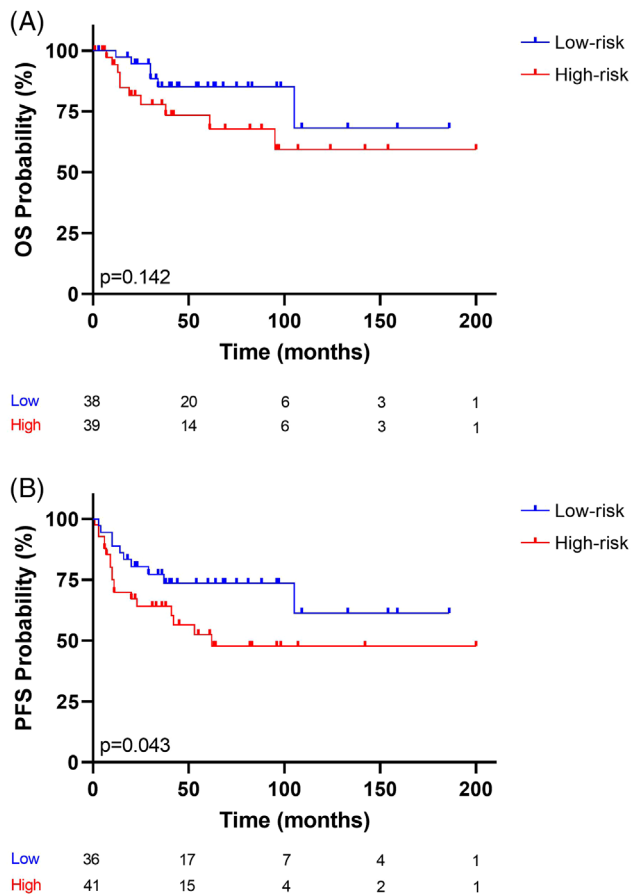 (A)
Low-risk
High-risk
OS Probability (%)
100
75
50
25
0
p=0.142
0 50 100 150 200
Time (months)
Low 38 20 6 3 1
High 39 14 6 3 1
(B)
Low-risk
High-risk
PFS Probability (%)
100
75
50
25
0
p=0.043
0 50 100 150 200
Time (months)
Low 36 17 7 4 1
High 41 15 4 2 1